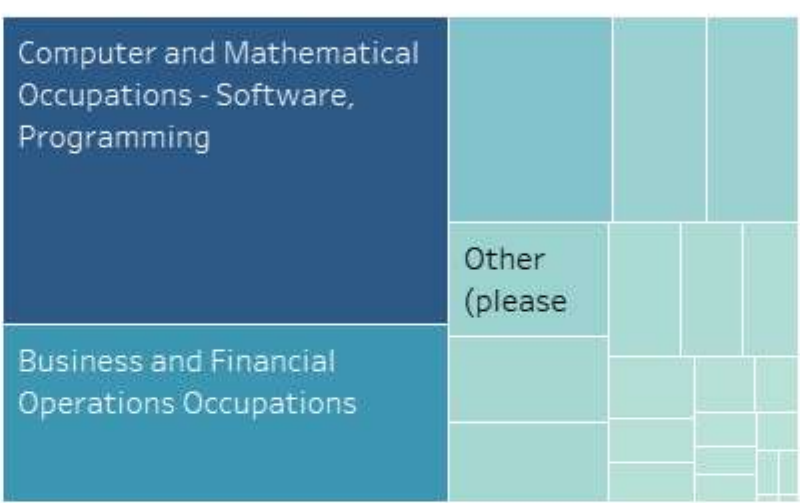 Computer and Mathematical
Occupations - Software,
Programming
Other
(please
Business and Financial
Operations Occupations